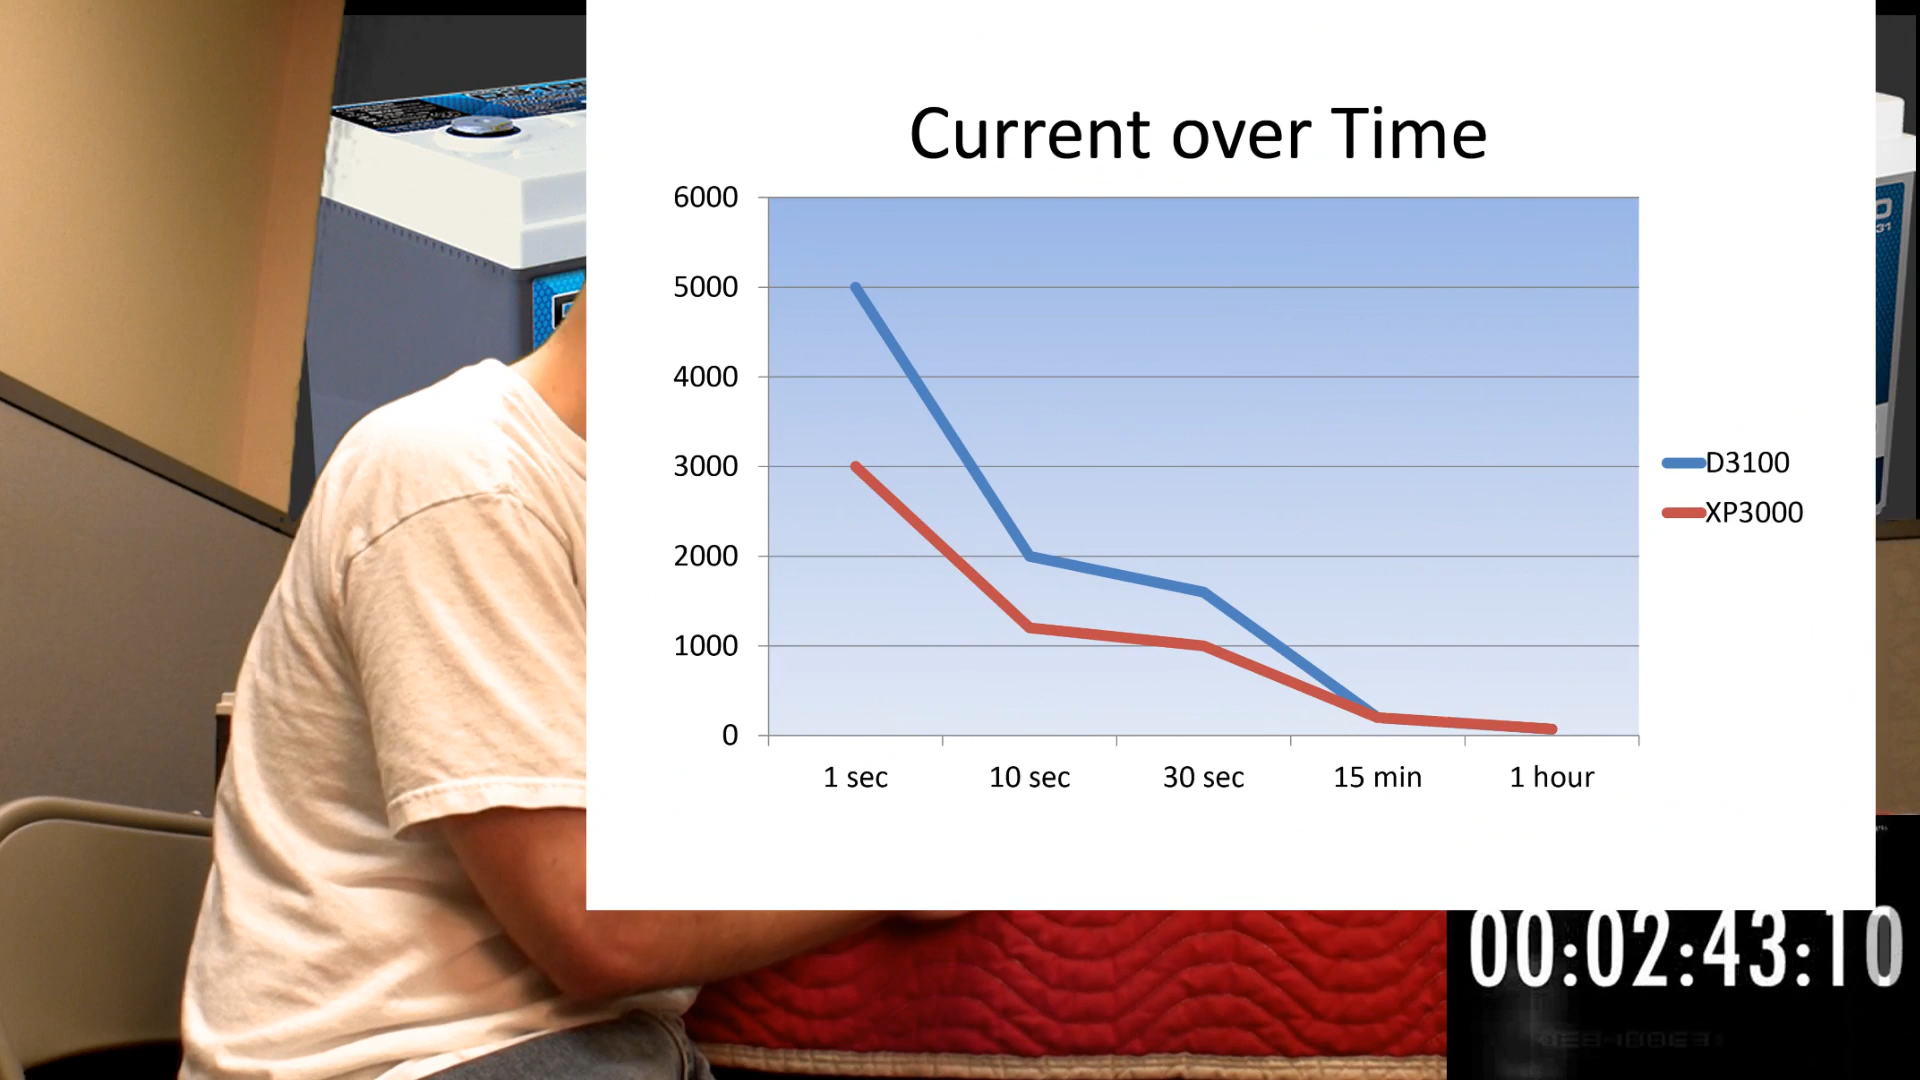 Current over Time
6000
5000
4000
3000
2000
1000
0
1 sec 10 sec 30 sec 15 min 1 hour
D3100
XP3000
31
00:02:43:10